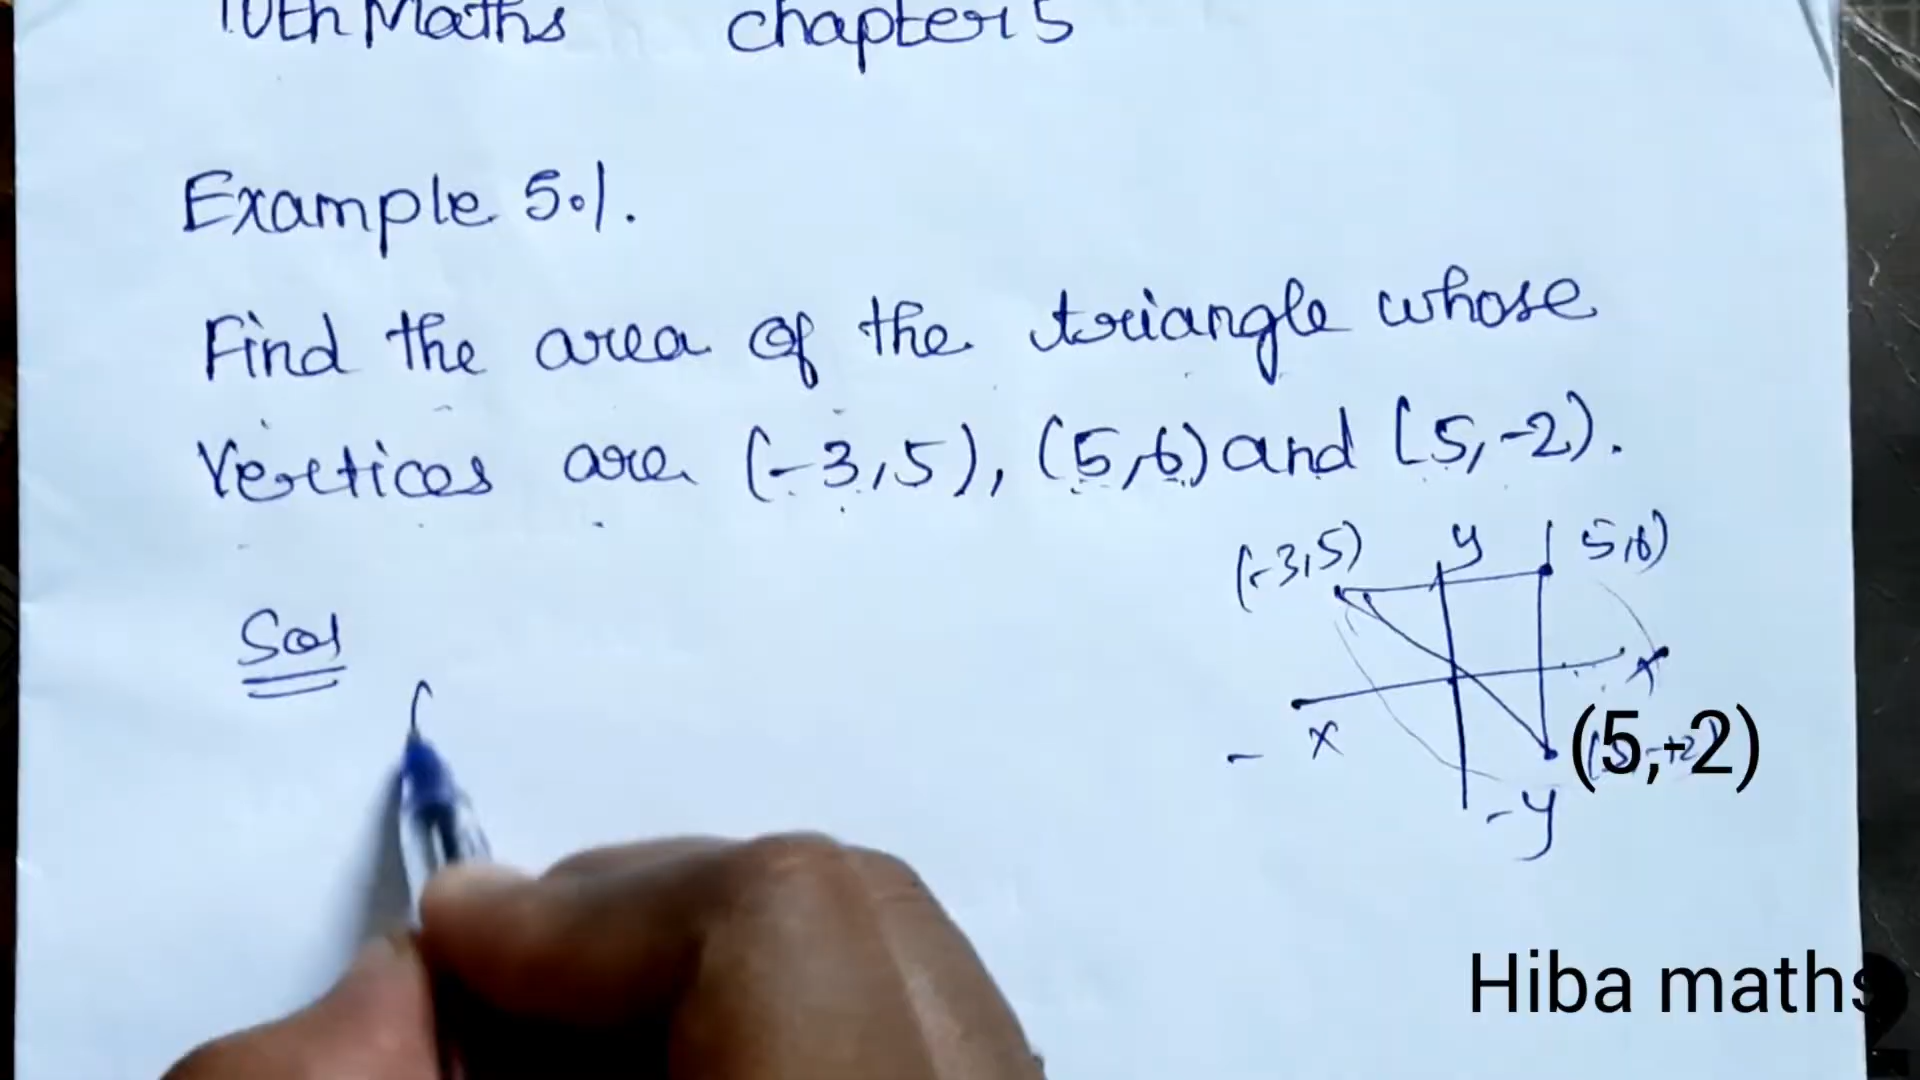 10th Maths chapter 5
Example 5.1.
Find the area of the triangle whose
vertices are (-3,5), (5,6) and (5,-2).
(-3,5) y 5,6)
Sol
x
(5,-2)
- x
-y
Hiba maths